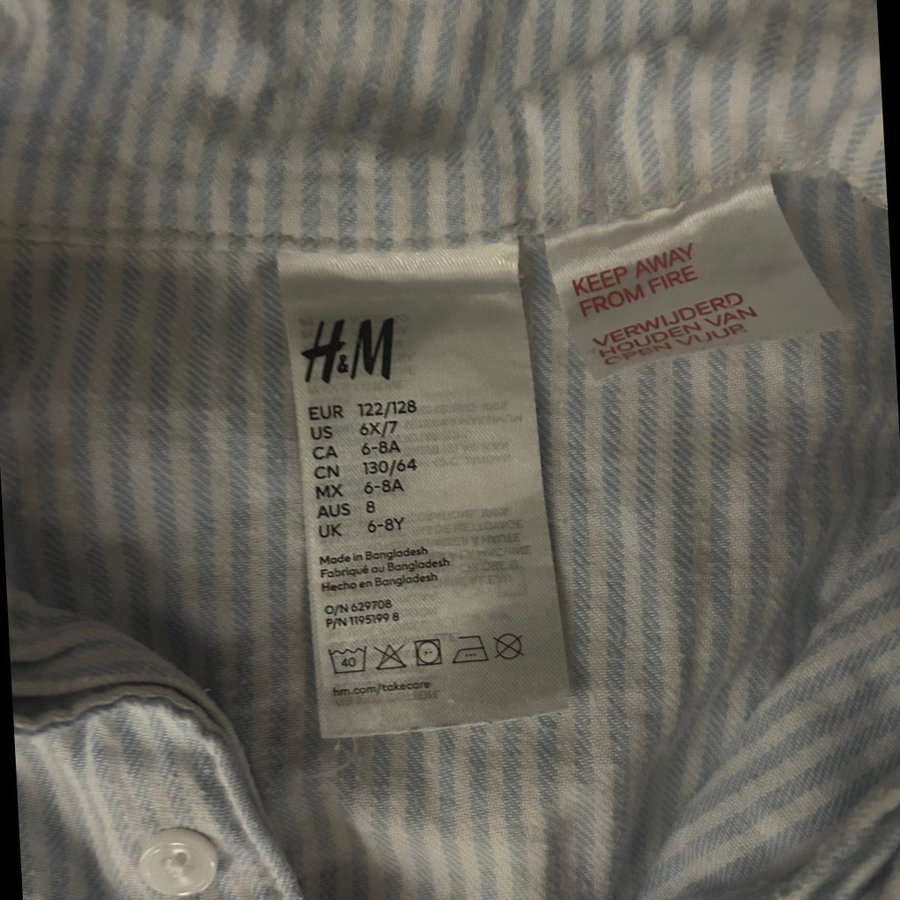 H&M
EUR 122/128
US 6X/7
CA 6-8A
CN 130/64
MX 6-8A
AUS 8
UK 6-8Y
Made in Bangladesh
Fabriqué au Bangladesh
Hecho en Bangladesh
O/N 629708
P/N 1195199 8
40
hm.com/takecare
KEEP AWAY
FROM FIRE
VERWIJDERD
HOUDEN VAN
OPEN VUUR